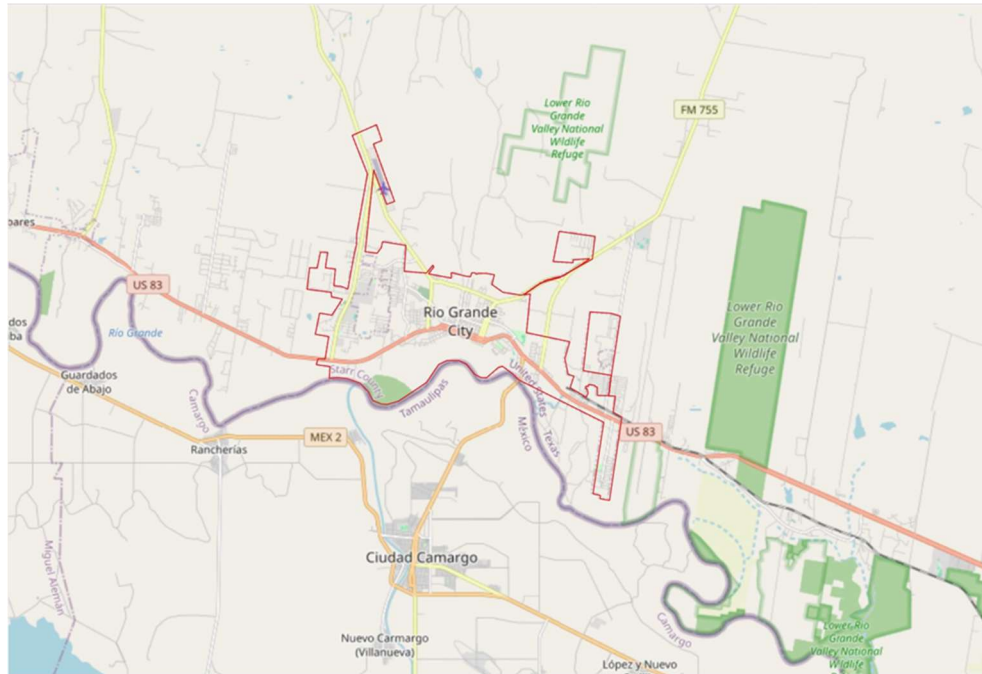 FM 755
Lower Rio
Grande
Valley National
Wildlife
Refuge
US 83
Río Grande
Rio Grande
City
Lower Rio
Grande
Valley National
Wildlife
Refuge
Guardados
de Abajo
Starr County
Tamaulipas
United States
Texas
México
Camargo
MEX 2
Rancherías
US 83
Ciudad Camargo
Miguel Alemán
Nuevo Carmargo
(Villanueva)
Camargo
López y Nuevo
Lower Rio
Grande
Valley National
Wildlife